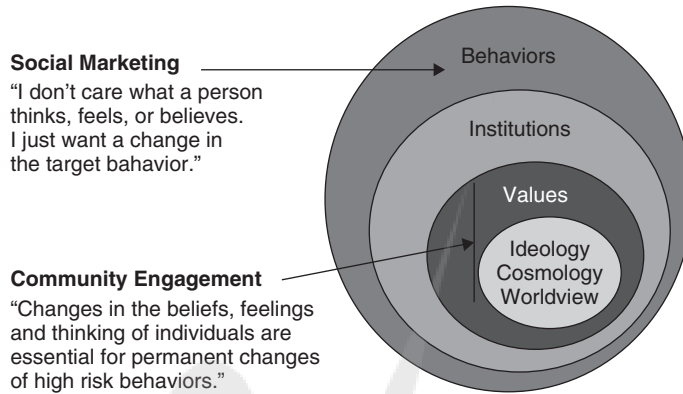 Social Marketing
“I don’t care what a person
thinks, feels, or believes.
I just want a change in
the target bahavior.”
Community Engagement
“Changes in the beliefs, feelings
and thinking of individuals are
essential for permanent changes
of high risk behaviors.”
Behaviors
Institutions
Values
Ideology
Cosmology
Worldview